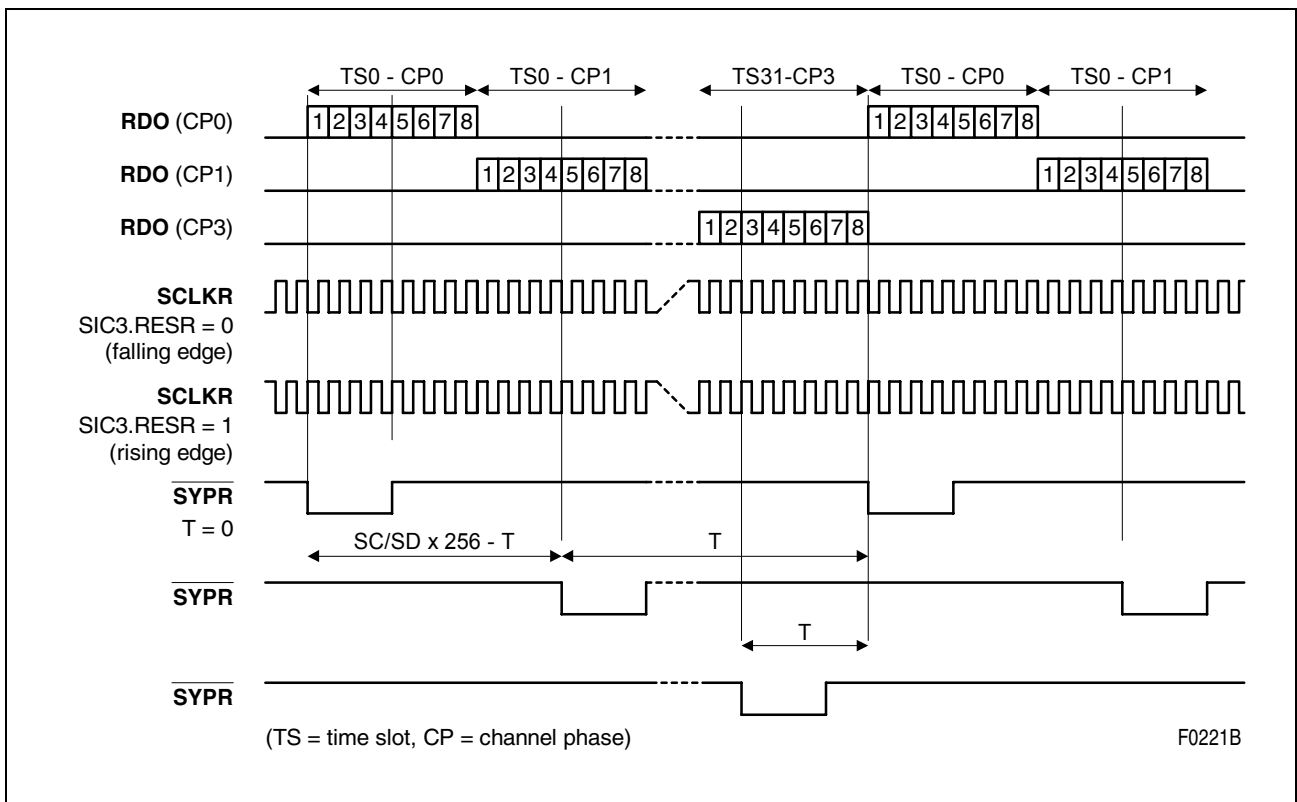 TS0 - CP0 TS0 - CP1 TS31-CP3 TS0 - CP0 TS0 - CP1
RDO (CP0) 1 2 3 4 5 6 7 8 1 2 3 4 5 6 7 8
RDO (CP1) 1 2 3 4 5 6 7 8 1 2 3 4 5 6 7 8
RDO (CP3) 1 2 3 4 5 6 7 8
SCLKR
SIC3.RESR = 0
(falling edge)
SCLKR
SIC3.RESR = 1
(rising edge)
SYPR
T = 0
SC/SD x 256 - T T
SYPR
T
SYPR
(TS = time slot, CP = channel phase) F0221B